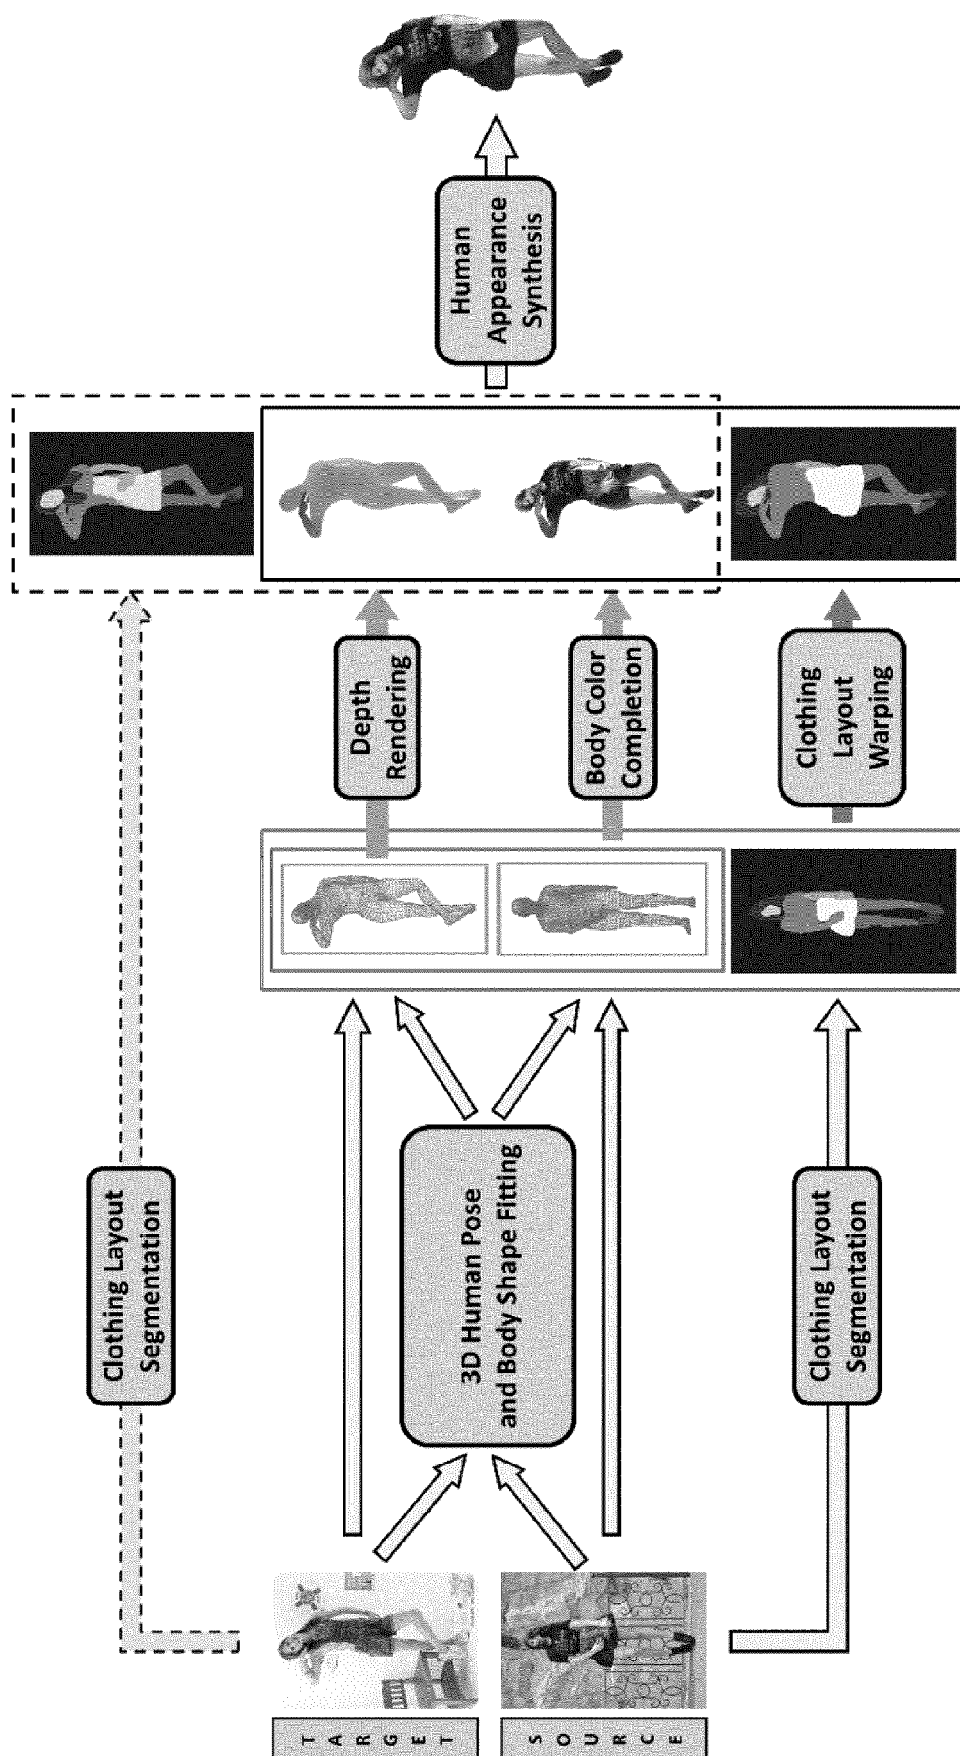 TARGET
SOURCE
Clothing Layout
Segmentation
3D Human Pose
and Body Shape Fitting
Clothing Layout
Segmentation
Depth
Rendering
Body Color
Completion
Clothing
Layout
Warping
Human
Appearance
Synthesis